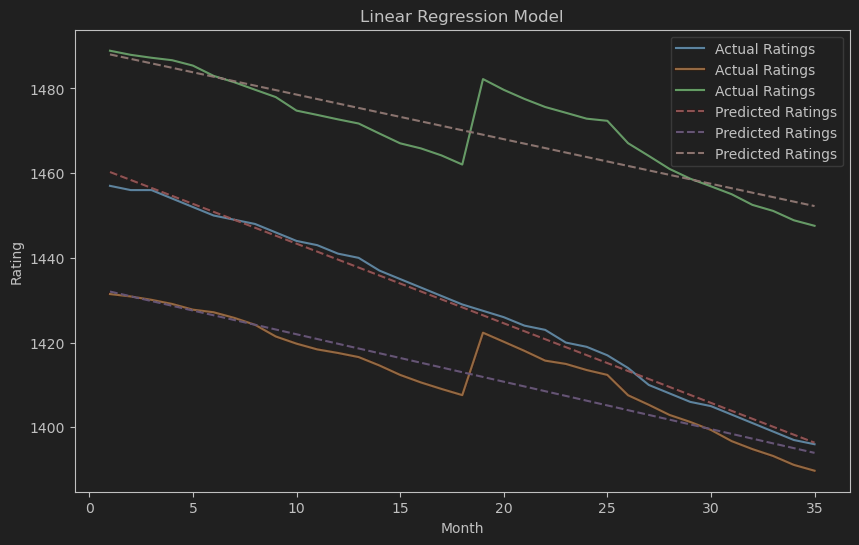 Linear Regression Model
Actual Ratings
Actual Ratings
Actual Ratings
Predicted Ratings
Predicted Ratings
Predicted Ratings
Rating
1480
1460
1440
1420
1400
0 5 10 15 20 25 30 35
Month